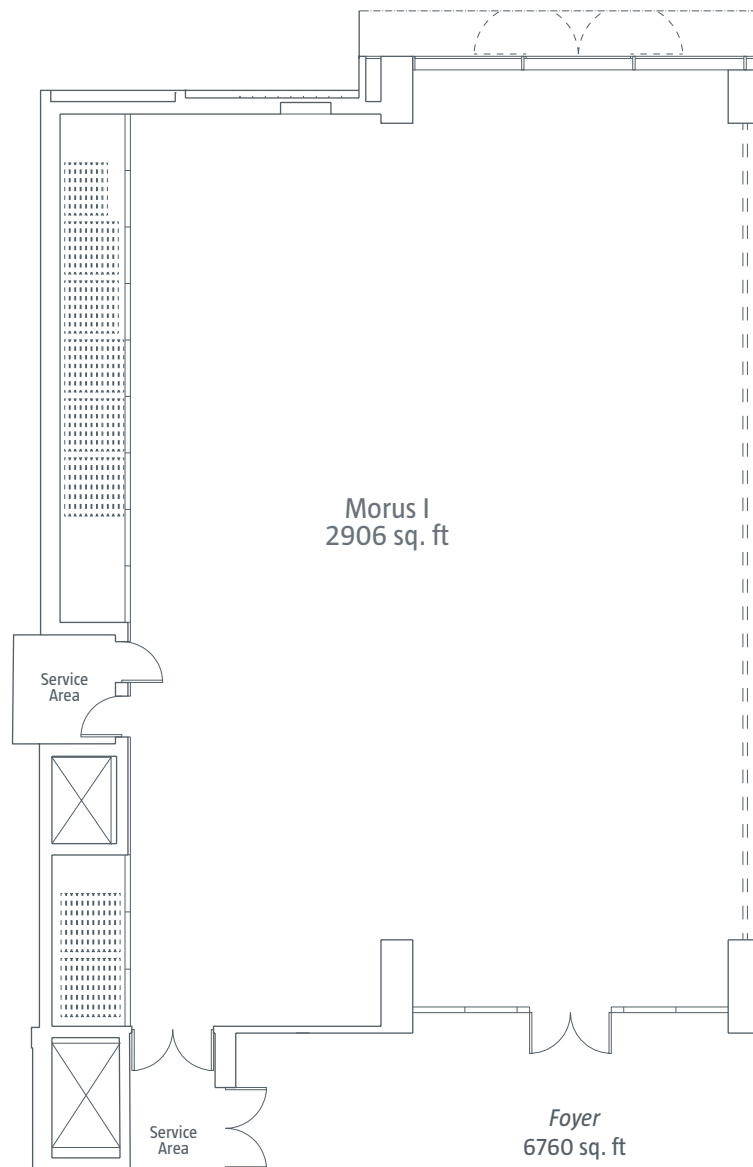 Morus I
2906 sq. ft
Service
Area
Service
Area
Foyer
6760 sq. ft